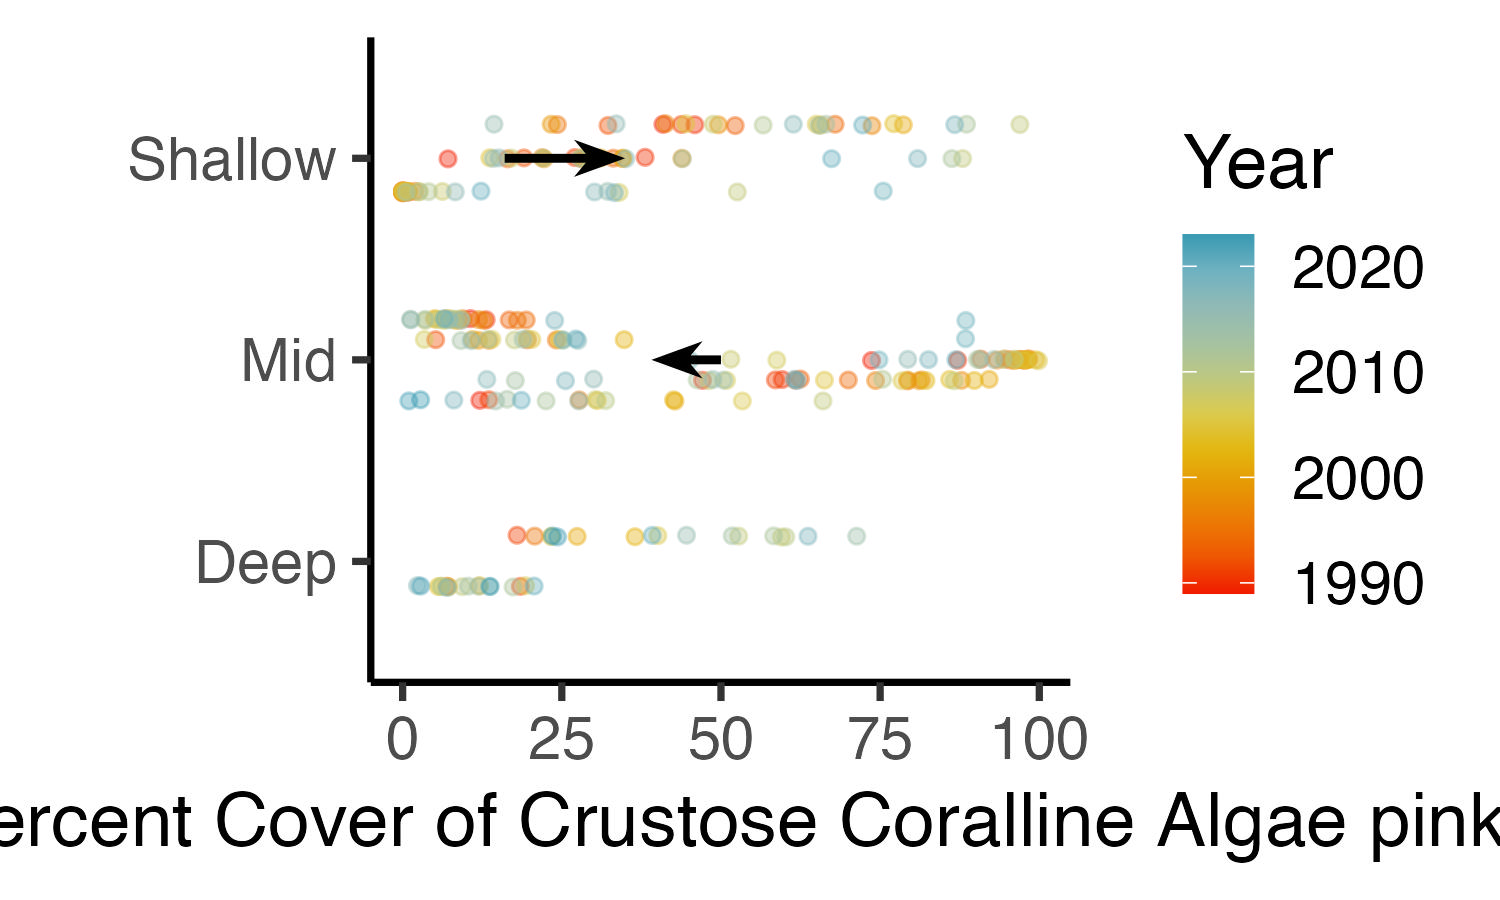 Shallow
Mid
Deep
0 25 50 75 100
ercent Cover of Crustose Coralline Algae pink
Year
2020
2010
2000
1990